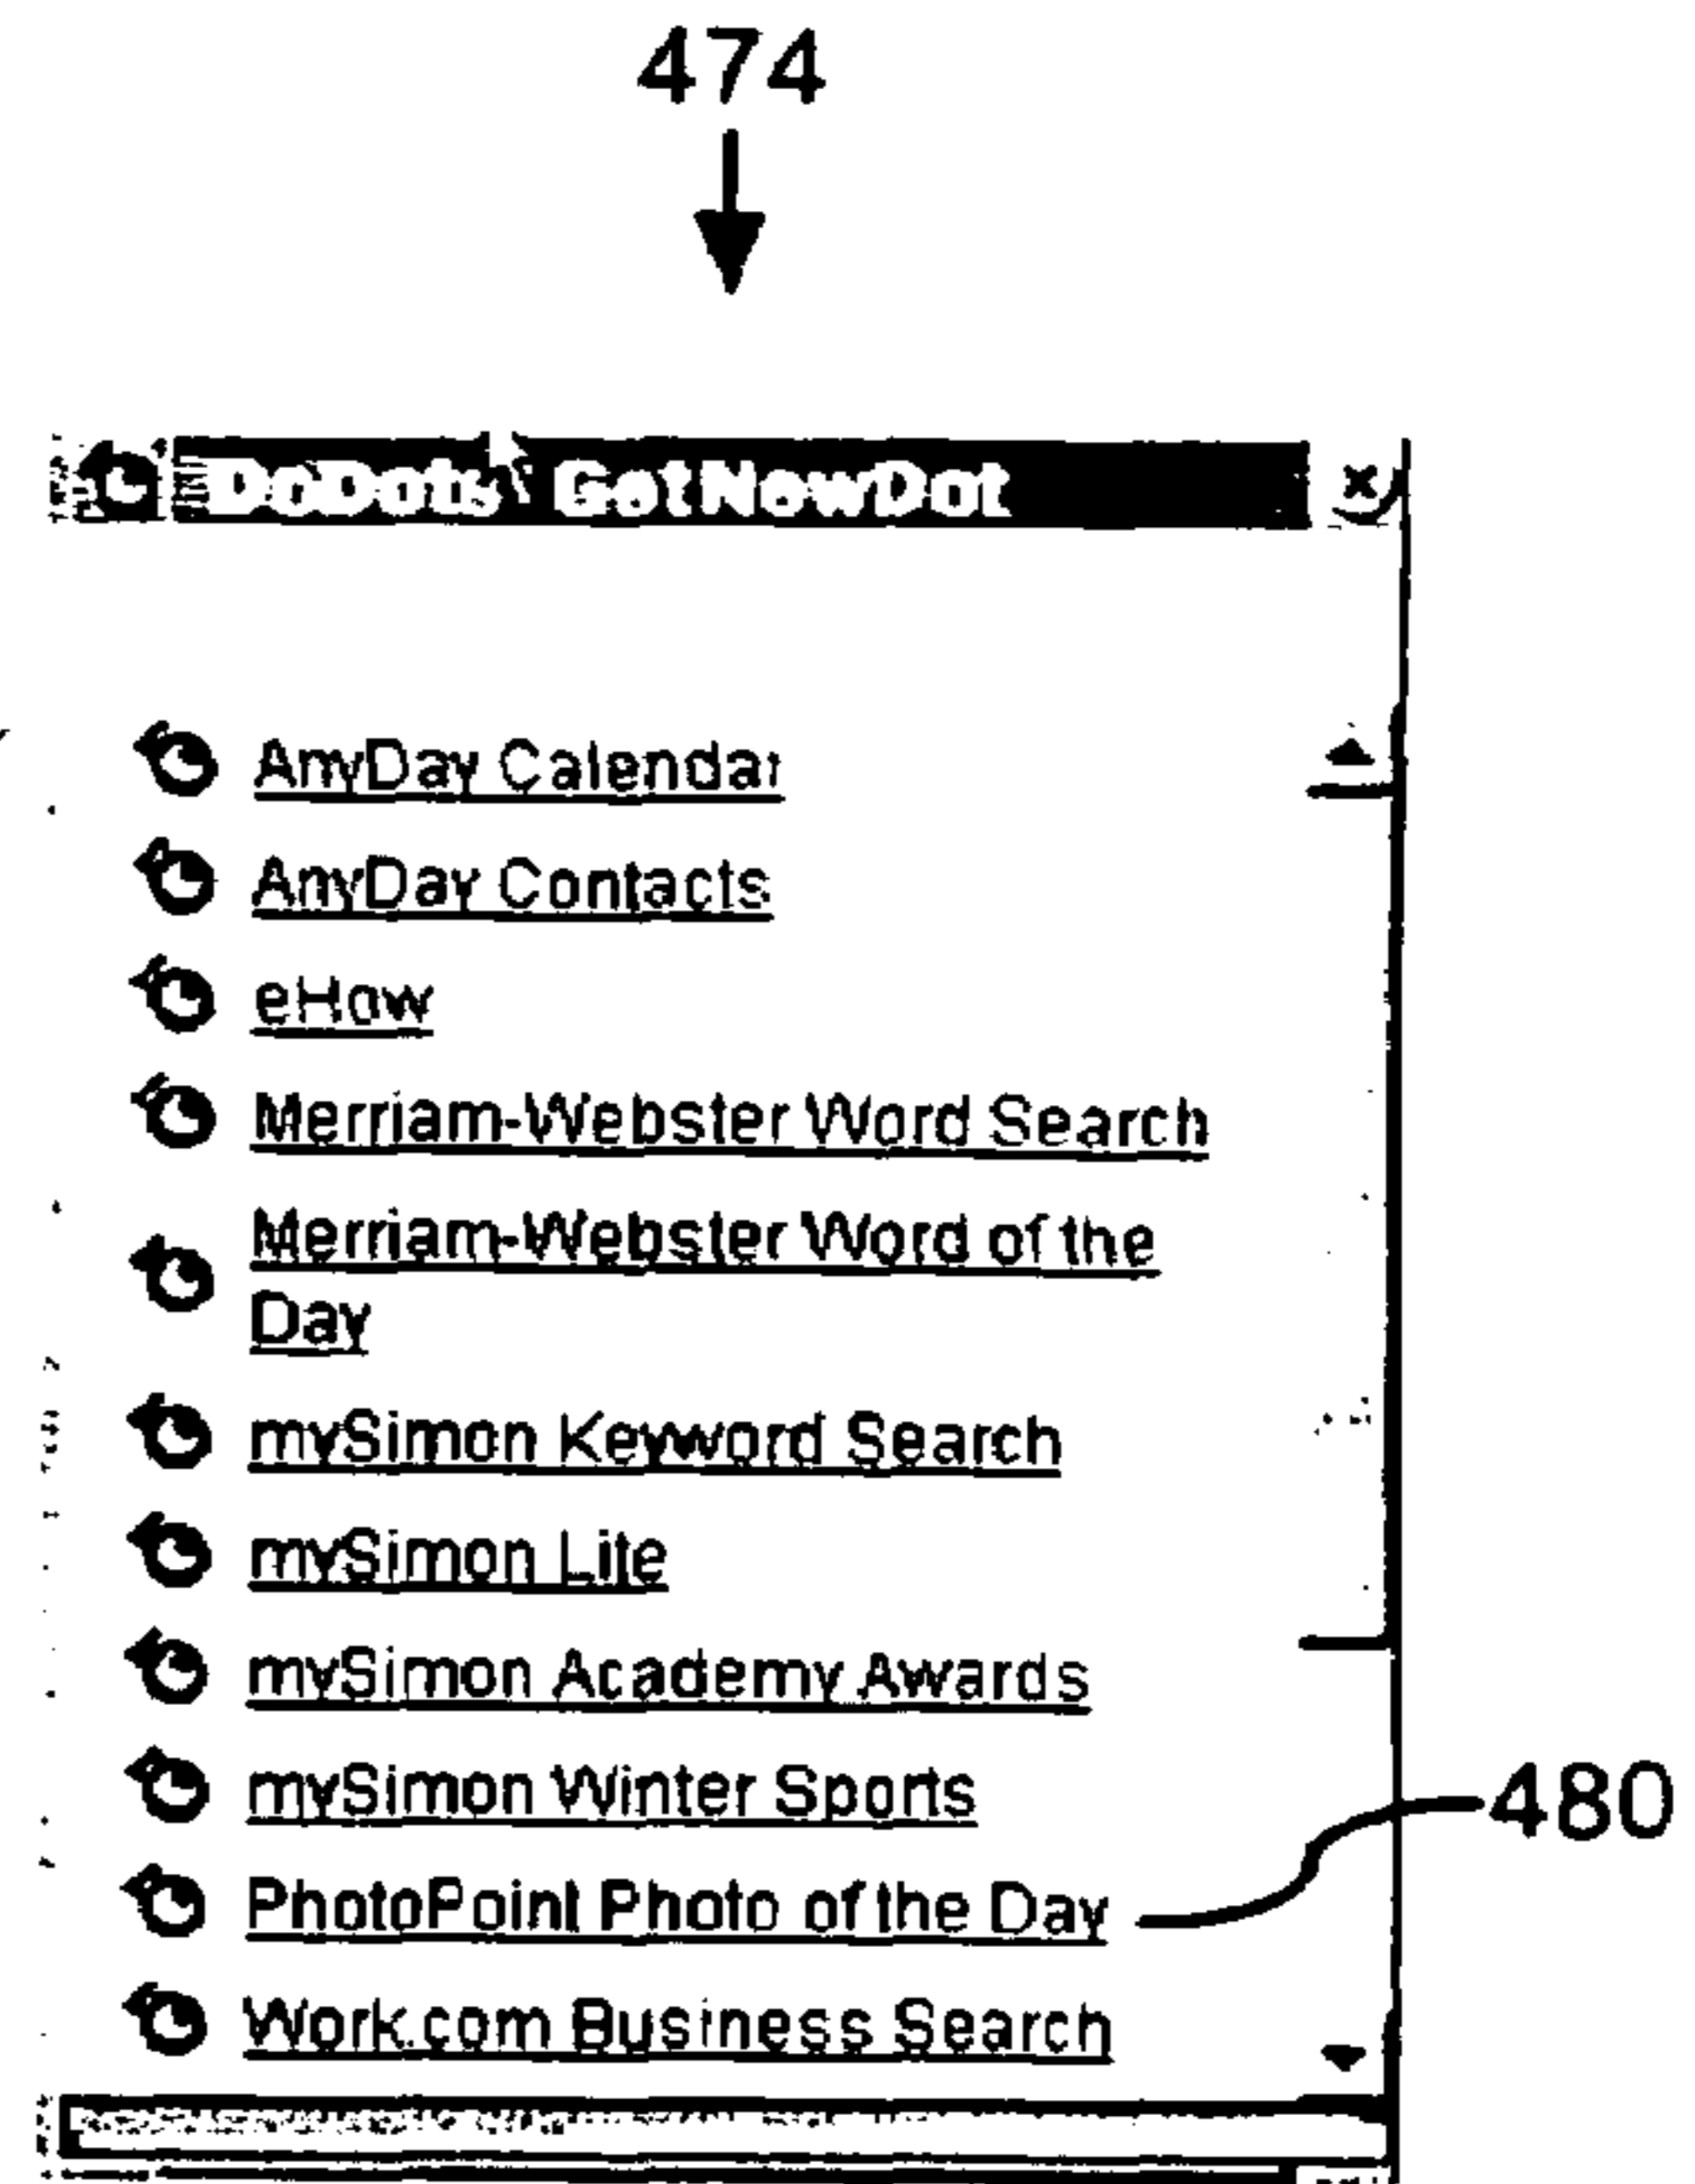 474
DoDots GetNowDot
AnyDay Calendar
AnyDay Contacts
eHow
Merriam-Webster Word Search
Merriam-Webster Word of the
Day
mySimon Keyword Search
mySimon Lite
mySimon Academy Awards
mySimon Winter Sports
480
PhotoPoint Photo of the Day
Work.com Business Search